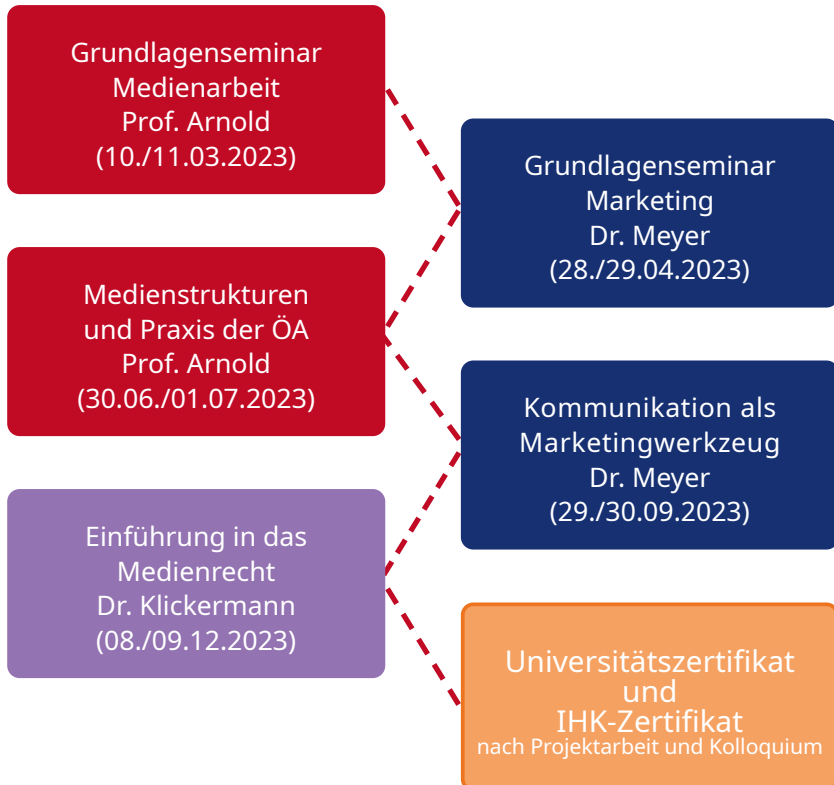 Grundlagenseminar
Medienarbeit
Prof. Arnold
(10./11.03.2023)
Grundlagenseminar
Marketing
Dr. Meyer
(28./29.04.2023)
Medienstrukturen
und Praxis der ÖA
Prof. Arnold
(30.06./01.07.2023)
Kommunikation als
Marketingwerkzeug
Dr. Meyer
(29./30.09.2023)
Einführung in das
Medienrecht
Dr. Klickermann
(08./09.12.2023)
Universitätszertifikat
und
IHK-Zertifikat
nach Projektarbeit und Kolloquium